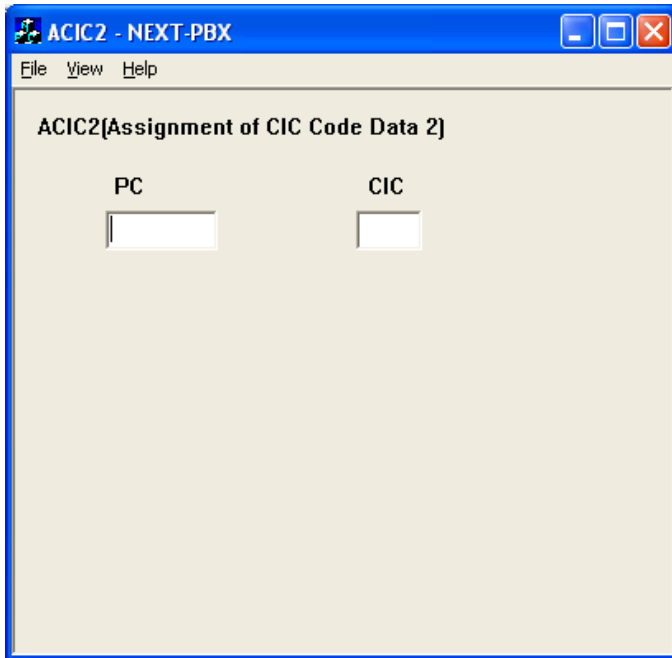 ACIC2 - NEXT-PBX
File View Help
ACIC2(Assignment of CIC Code Data 2)
PC CIC